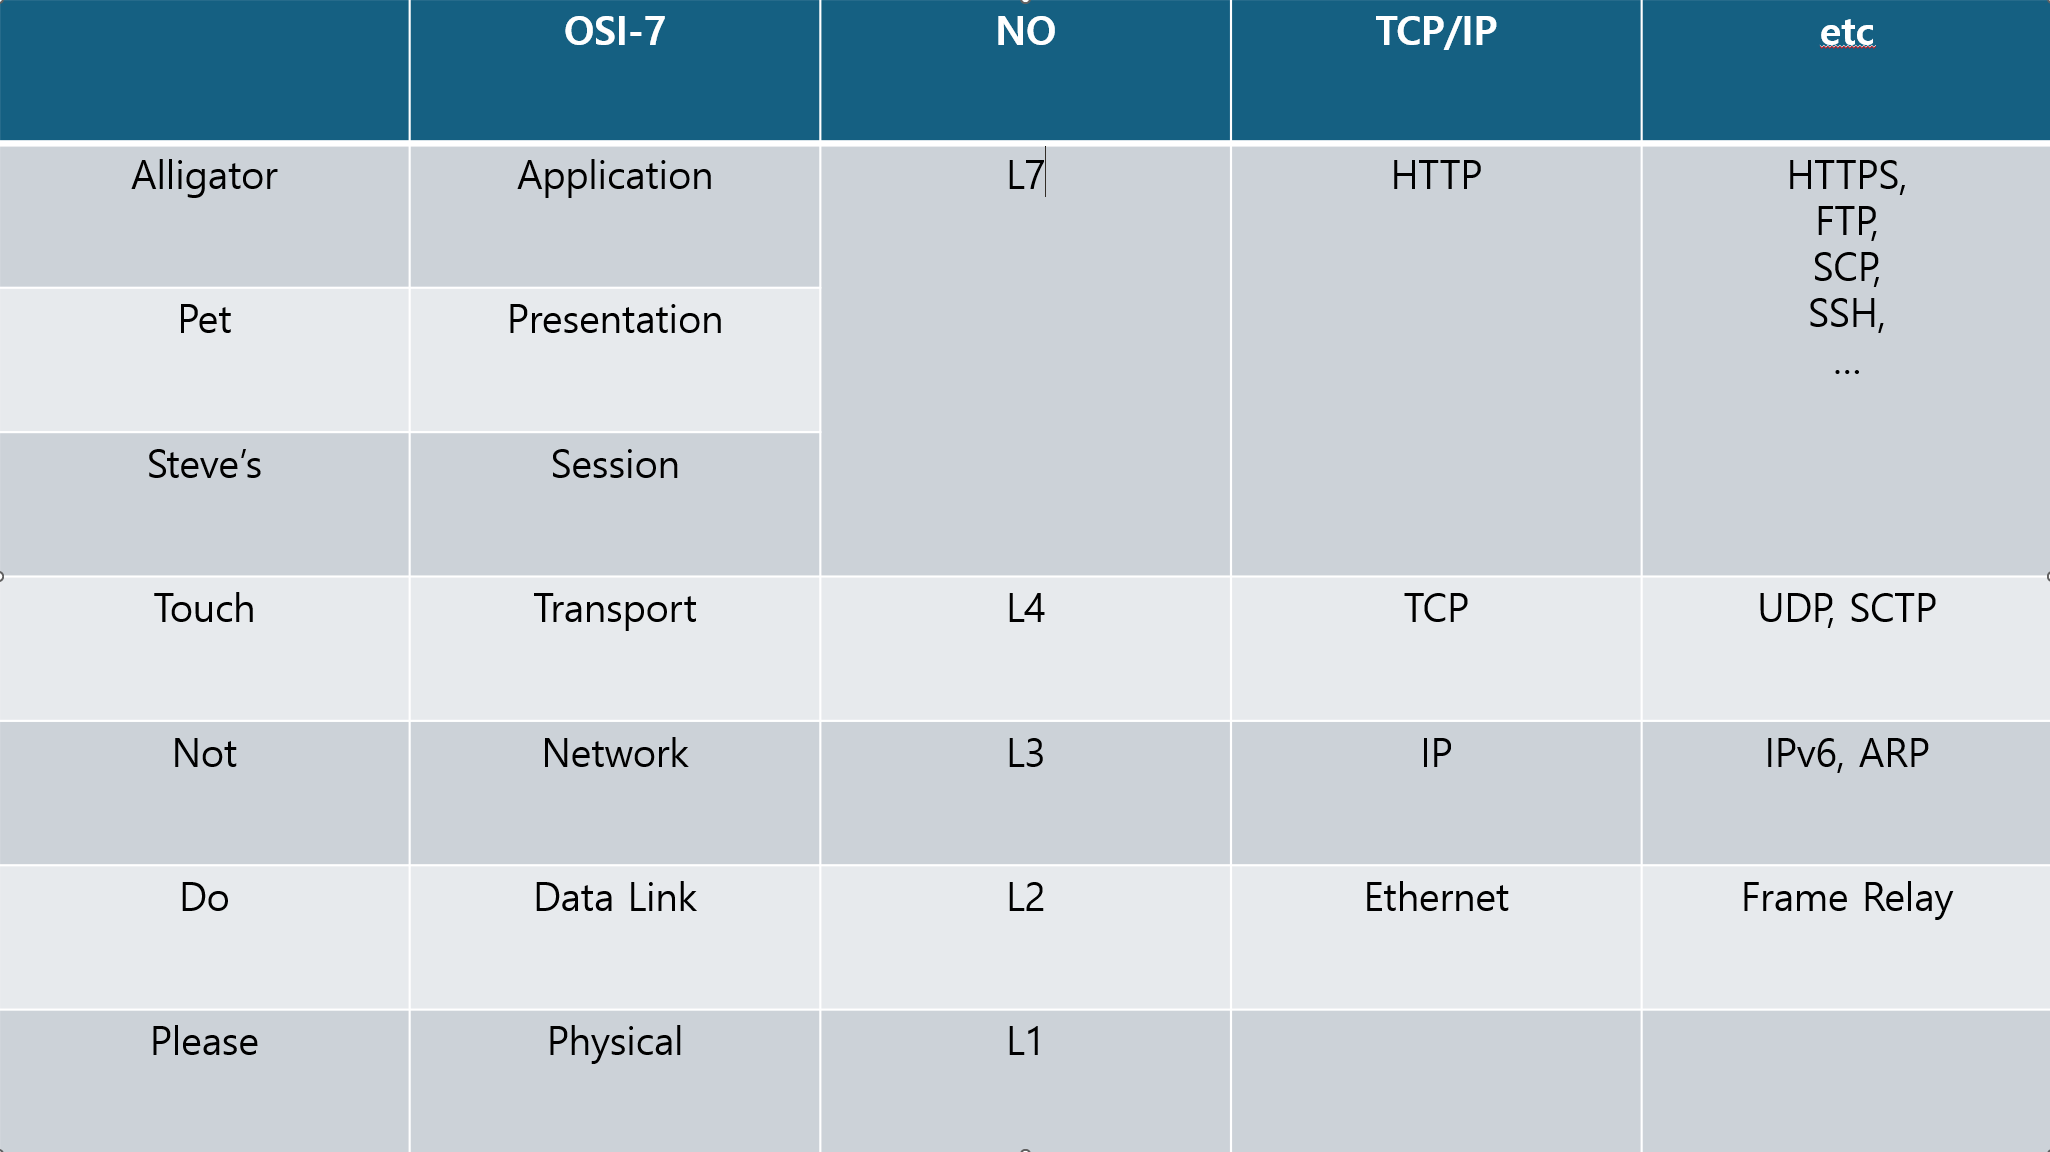 OSI-7 NO TCP/IP etc
Alligator Application L7 HTTP HTTPS,
FTP,
SCP,
SSH,
...
Pet Presentation
Steve’s Session
Touch Transport L4 TCP UDP, SCTP
Not Network L3 IP IPv6, ARP
Do Data Link L2 Ethernet Frame Relay
Please Physical L1